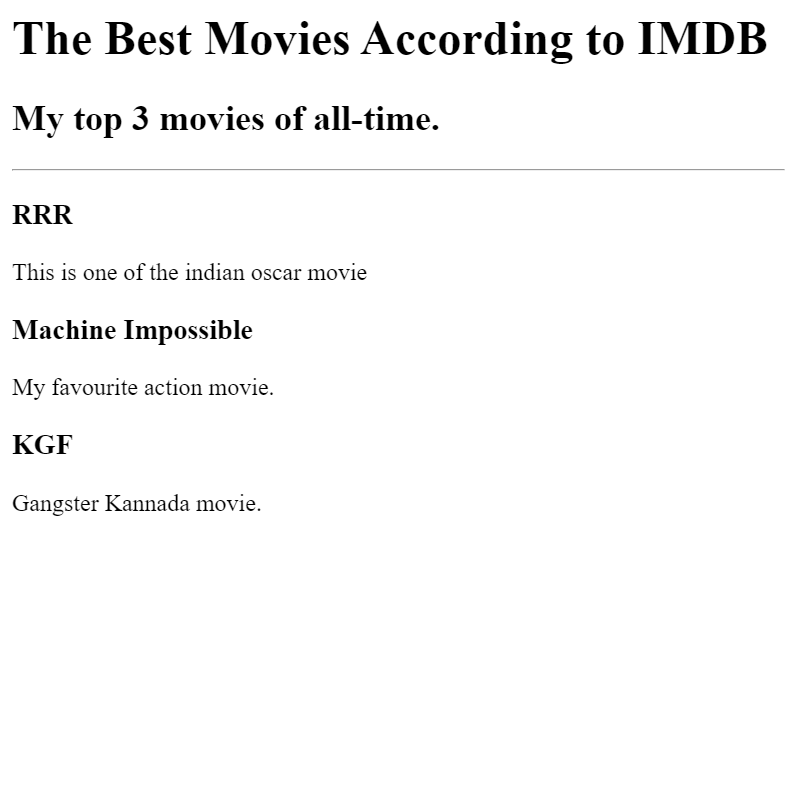 The Best Movies According to IMDB
My top 3 movies of all-time.
RRR
This is one of the indian oscar movie
Machine Impossible
My favourite action movie.
KGF
Gangster Kannada movie.